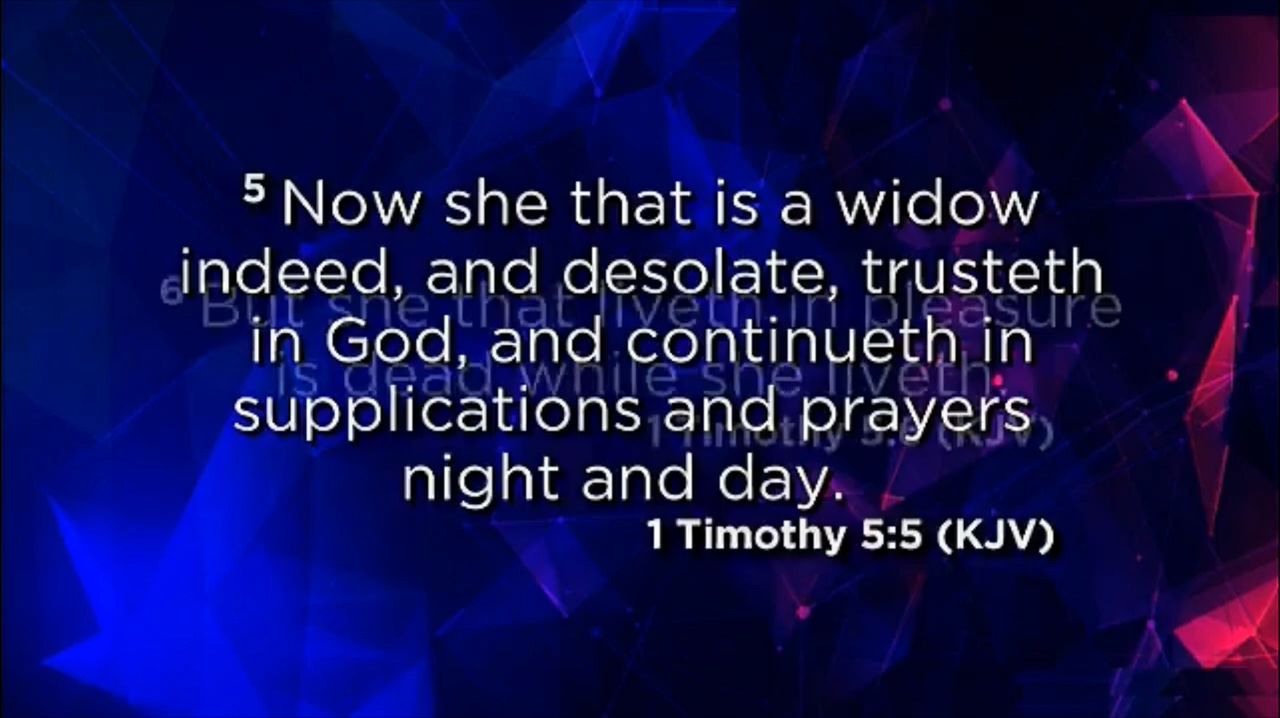 5 Now she that is a widow
indeed, and desolate, trusteth
in God, and continueth in
supplications and prayers
night and day.
1 Timothy 5:5 (KJV)
6 But she that liveth in pleasure
is dead while she liveth.
1 Timothy 5:6 (KJV)